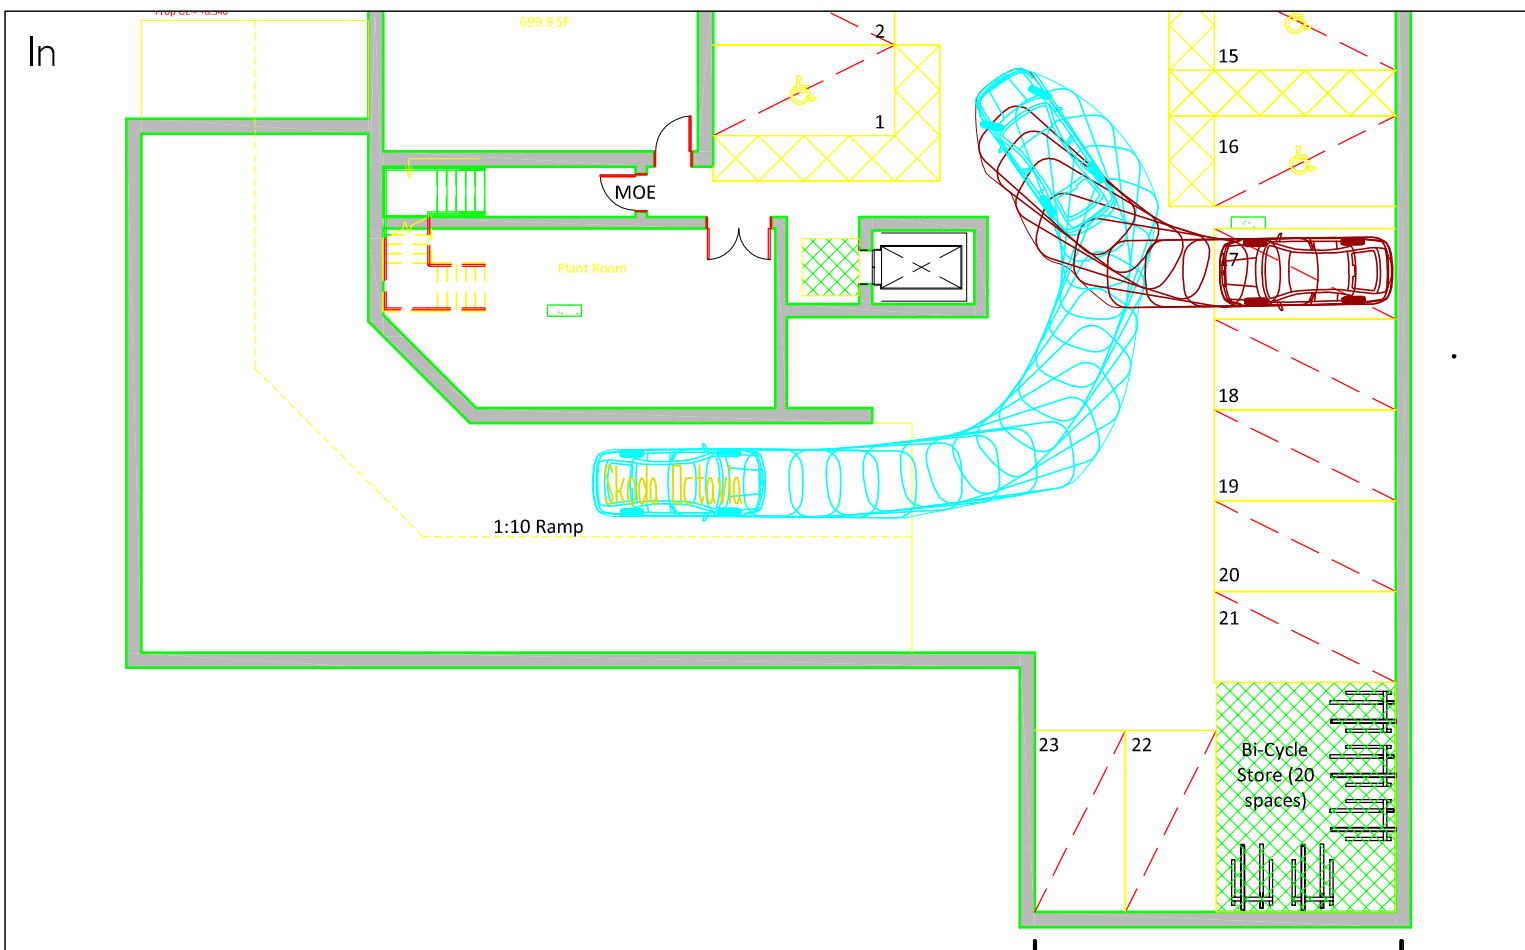 In
699.9 SF
2
1
15
16
MOE
Plant Room
7
18
19
20
21
Skoda Octavia
1:10 Ramp
23
22
Bi-Cycle
Store (20
spaces)